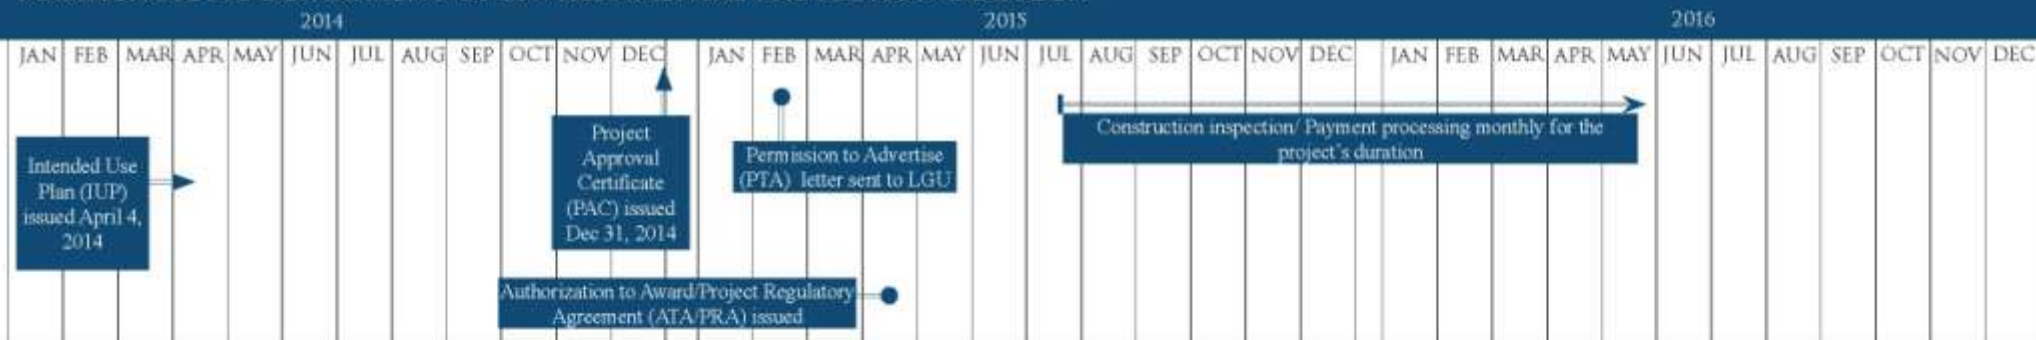 2014 2015 2016
JAN FEB MAR APR MAY JUN JUL AUG SEP OCT NOV DEC JAN FEB MAR APR MAY JUN JUL AUG SEP OCT NOV DEC JAN FEB MAR APR MAY JUN JUL AUG SEP OCT NOV DEC
Intended Use
Plan (IUP)
issued April 4,
2014
Project
Approval
Certificate
(PAC) issued
Dec 31, 2014
Permission to Advertise
(PTA) letter sent to LGU
Construction inspection/ Payment processing monthly for the
project's duration
Authorization to Award/Project Regulatory
Agreement (ATA/PRA) issued